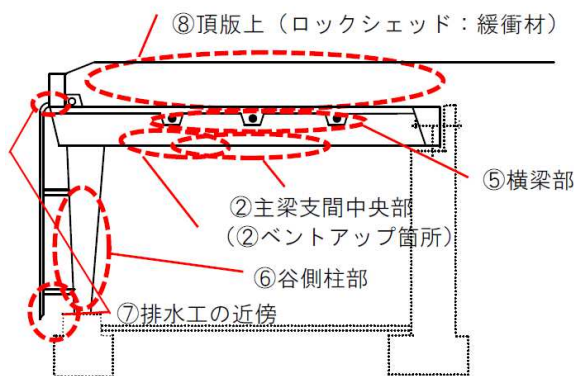 ⑧頂版上（ロックシェッド：緩衝材）
⑤横梁部
②主梁支間中央部
（②ベントアップ箇所）
⑥谷側柱部
⑦排水工の近傍